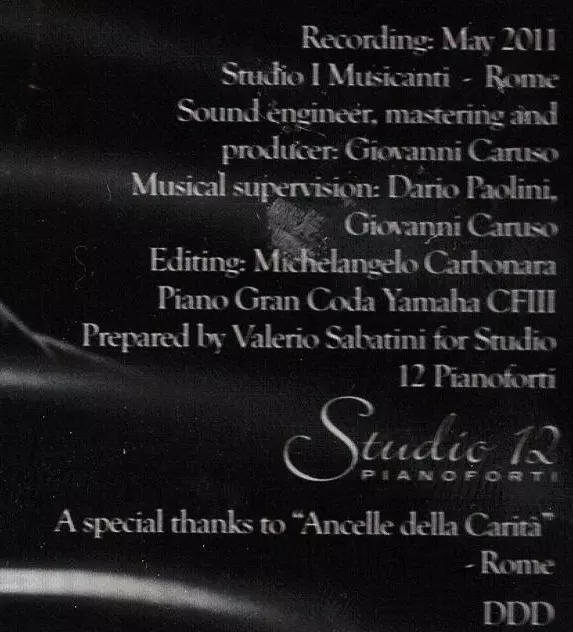 Recording: May 2011
Studio I Musicanti - Rome
Sound engineer, mastering and
producer: Giovanni Caruso
Musical supervision: Dario Paolini,
Giovanni Caruso
Editing: Michelangelo Carbonara
Piano Gran Coda Yamaha CFIII
Prepared by Valerio Sabatini for Studio
12 Pianoforti
Studio 12
PIANOFORTI
A special thanks to "Ancelle della Carità"
- Rome
DDD